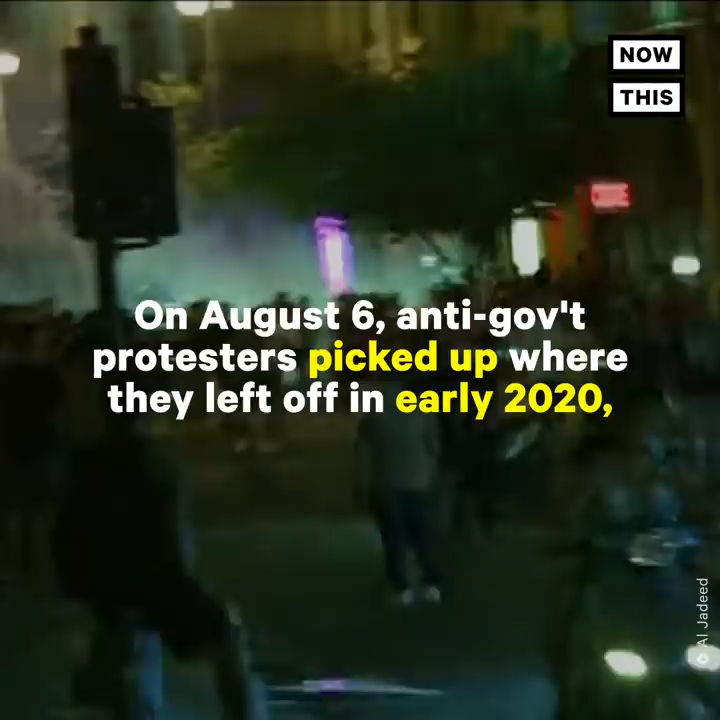 NOW
THIS
On August 6, anti-gov't
protesters picked up where
they left off in early 2020,
Al Jadeed